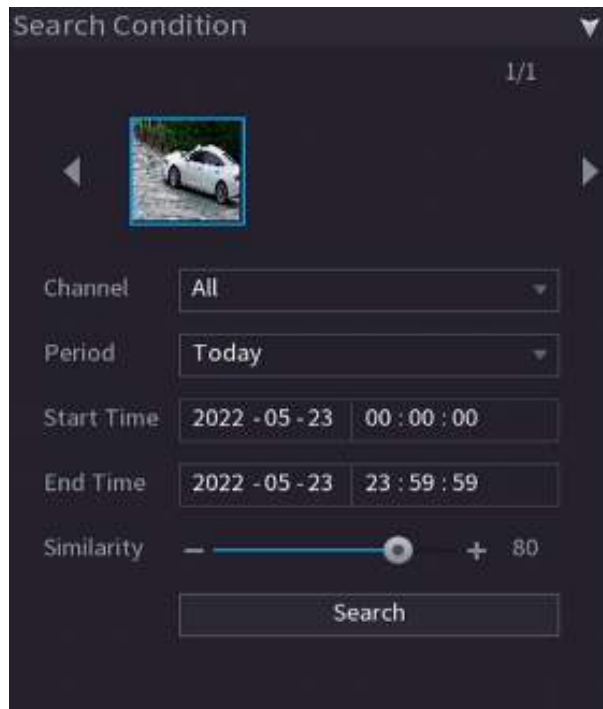 Search Condition
1/1
Channel All
Period Today
Start Time 2022 -05 -23 00 : 00 : 00
End Time 2022 -05 -23 23 : 59 : 59
Similarity − + 80
Search